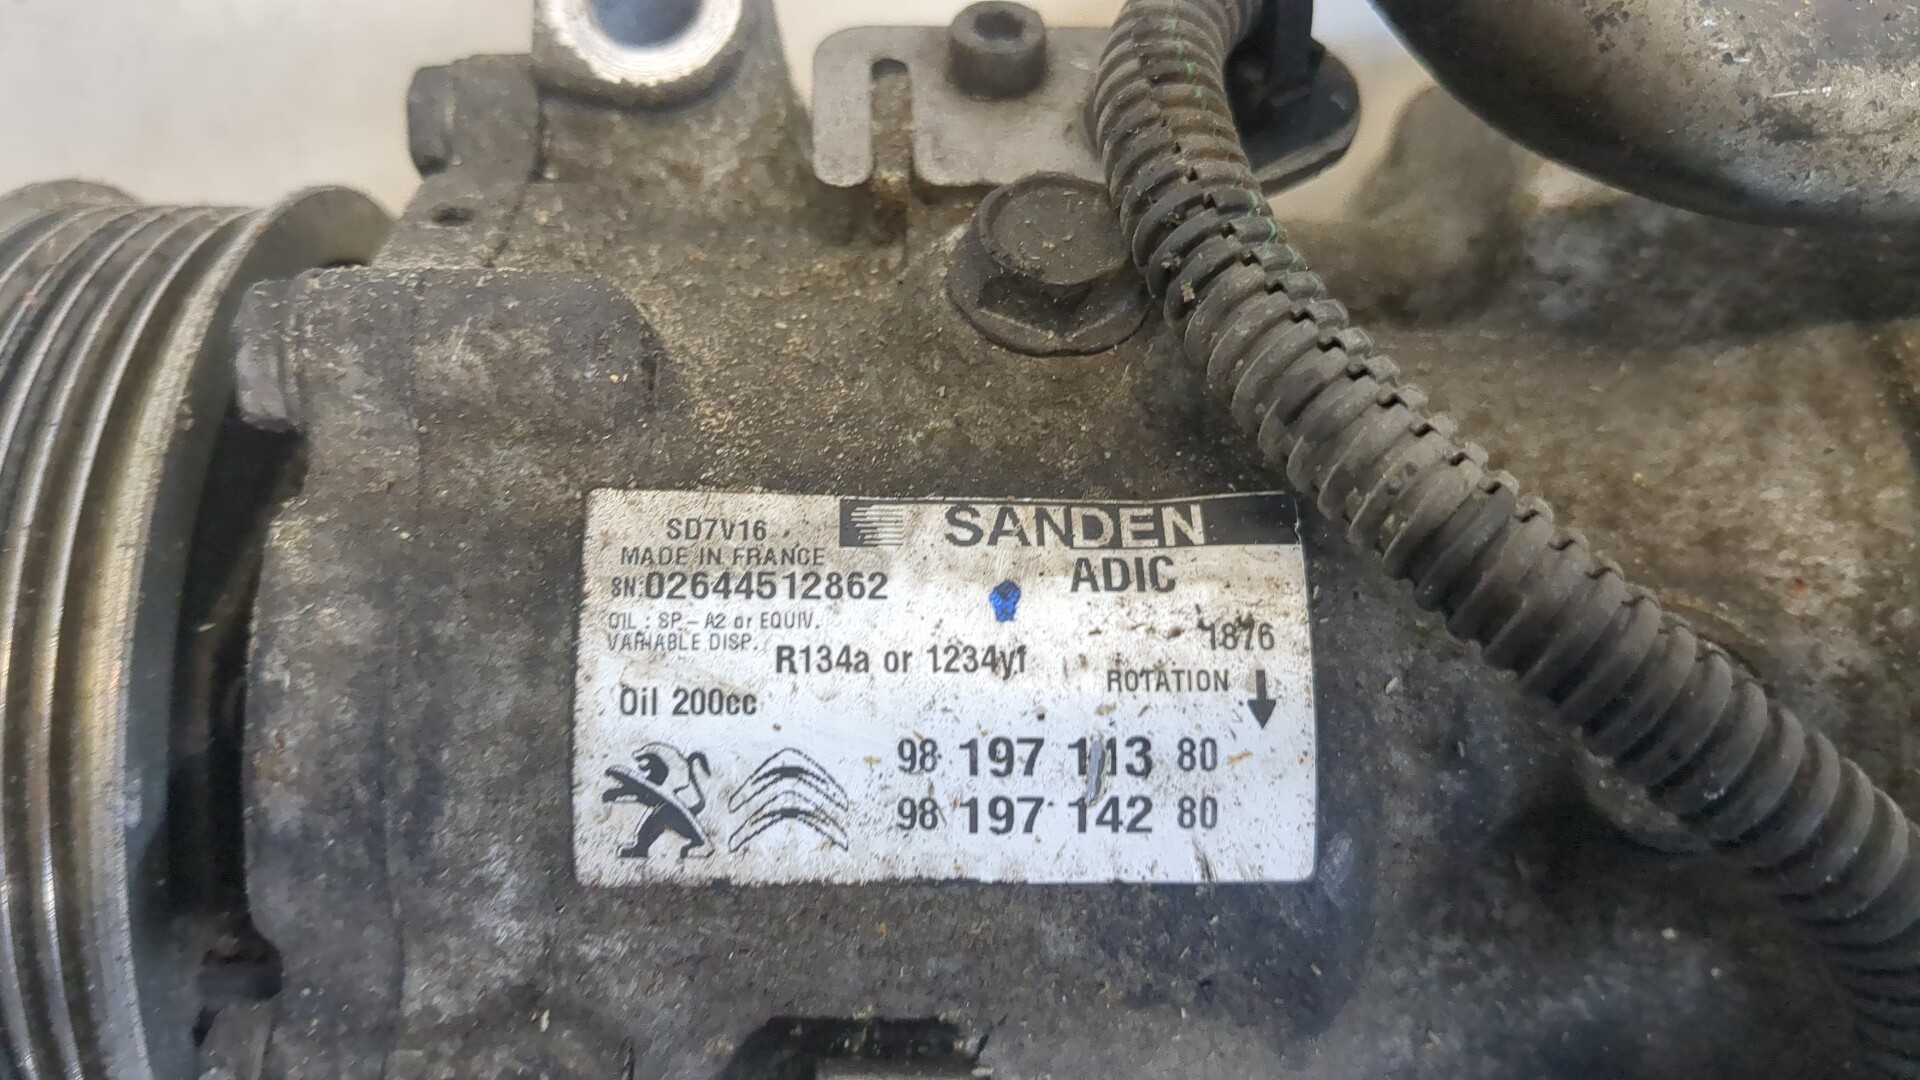 SANDEN
SD7V16
MADE IN FRANCE
ADIC
SN:02644512862
OIL : SP-A2 or EQUIV.
VARIABLE DISP.
1876
R134a or 1234yf
ROTATION
Oil 200cc
98 197 113 80
98 197 142 80